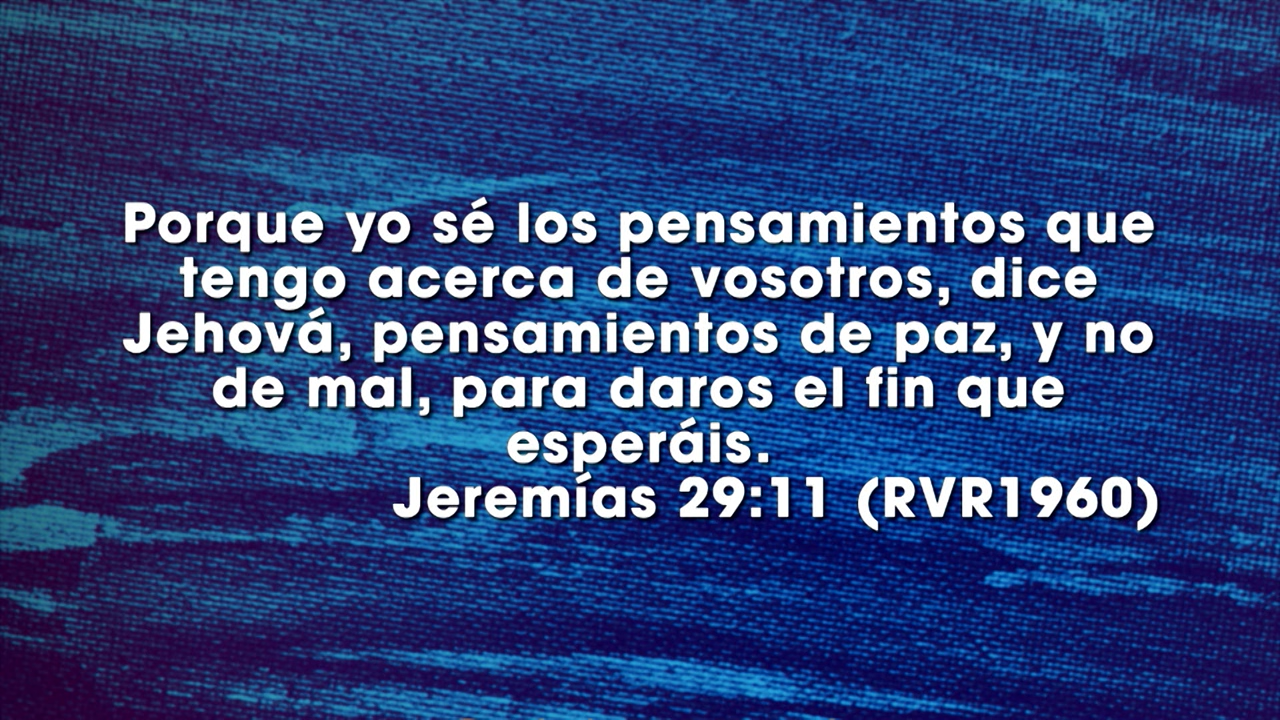 Porque yo sé los pensamientos que
tengo acerca de vosotros, dice
Jehová, pensamientos de paz, y no
de mal, para daros el fin que
esperáis.
Jeremías 29:11 (RVR1960)